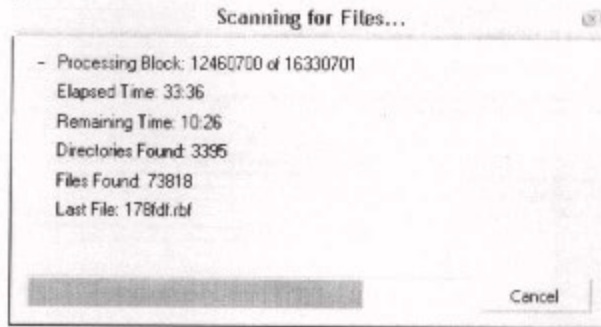 Scanning for Files...
- Processing Block: 12460700 of 16330701
Elapsed Time: 33:36
Remaining Time: 10:26
Directories Found: 3395
Files Found: 73818
Last File: 178fdf.rbf
Cancel